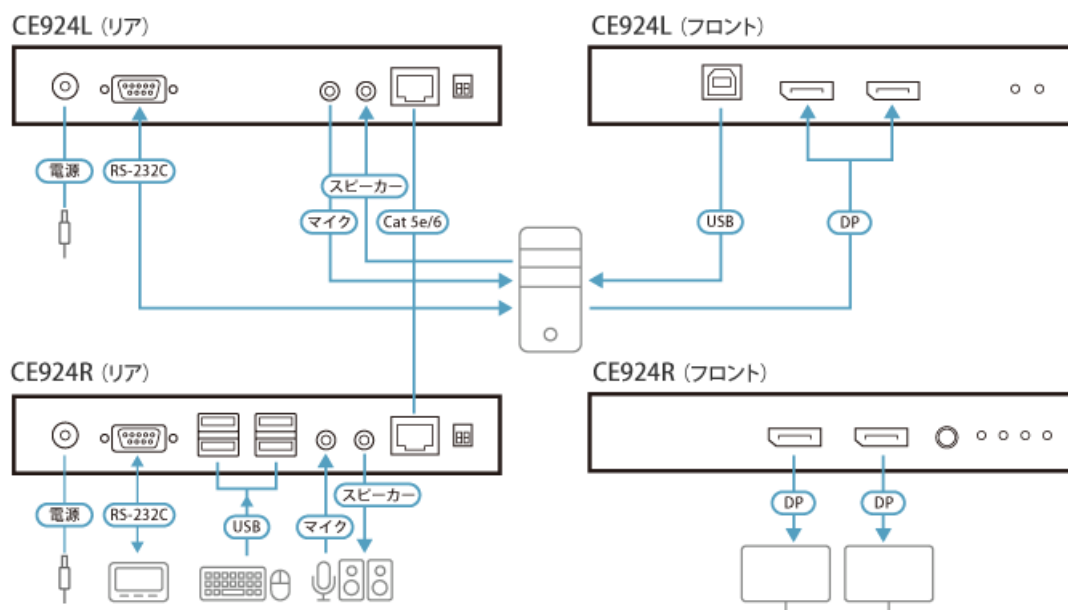 CE924L (リア)
CE924L (フロント)
電源
RS-232C
スピーカー
マイク
Cat 5e/6
USB
DP
CE924R (リア)
CE924R (フロント)
電源
RS-232C
USB
マイク
スピーカー
DP
DP